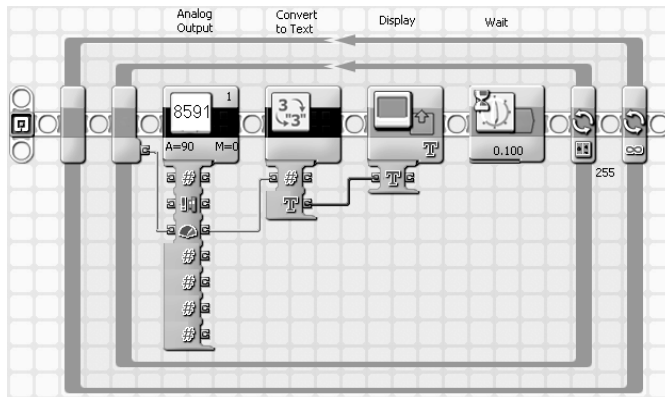 Analog
Output
Convert
to Text
Display
Wait
8591
1
3
"3"
A=90 M=0
T
0.100
255
#
#
T
T
#
#
#
#